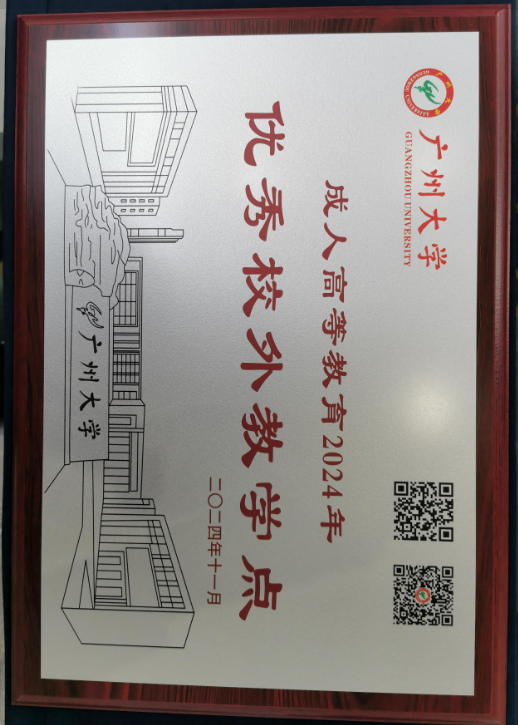 广州大学
GUANGZHOU UNIVERSITY
成人高等教育2024年
优秀校外教学点
二〇二四年十一月
广州大学